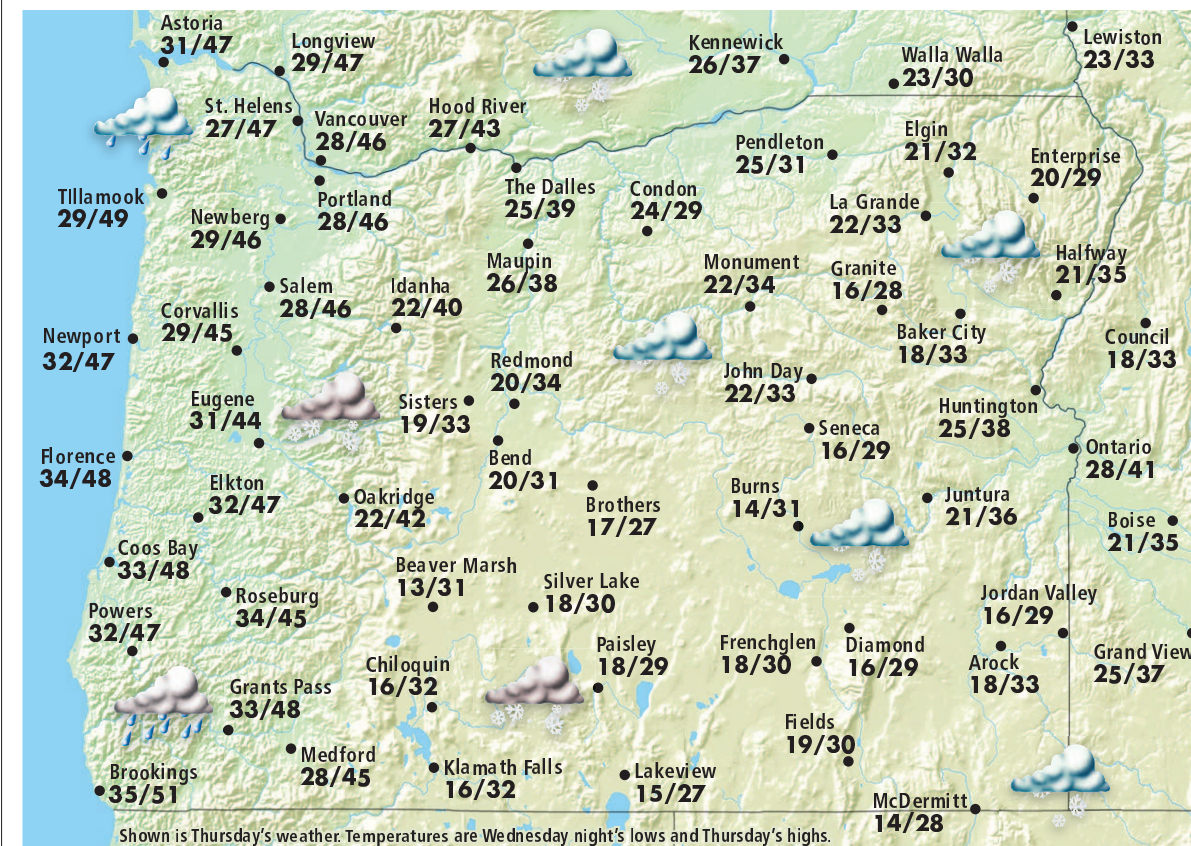 Astoria
31/47
Longview
29/47
Kennewick
26/37
Walla Walla
23/30
Lewiston
23/33
St. Helens
27/47
Vancouver
28/46
Hood River
27/43
Pendleton
25/31
Elgin
21/32
Enterprise
20/29
TIllamook
29/49
Newberg
29/46
Portland
28/46
The Dalles
25/39
Condon
24/29
La Grande
22/33
Maupin
26/38
Monument
22/34
Granite
16/28
Halfway
21/35
Salem
28/46
Idanha
22/40
Corvallis
29/45
Newport
32/47
Baker City
18/33
Council
18/33
Redmond
20/34
John Day
22/33
Eugene
31/44
Sisters
19/33
Huntington
25/38
Seneca
16/29
Florence
34/48
Bend
20/31
Ontario
28/41
Elkton
32/47
Oakridge
22/42
Brothers
17/27
Burns
14/31
Juntura
21/36
Boise
21/35
Coos Bay
33/48
Beaver Marsh
13/31
Silver Lake
18/30
Roseburg
34/45
Jordan Valley
16/29
Powers
32/47
Paisley
18/29
Frenchglen
18/30
Diamond
16/29
Arock
18/33
Grand View
25/37
Chiloquin
16/32
Grants Pass
33/48
Fields
19/30
Medford
28/45
Brookings
35/51
Klamath Falls
16/32
Lakeview
15/27
McDermitt
14/28
Shown is Thursday's weather. Temperatures are Wednesday night's lows and Thursday's highs.